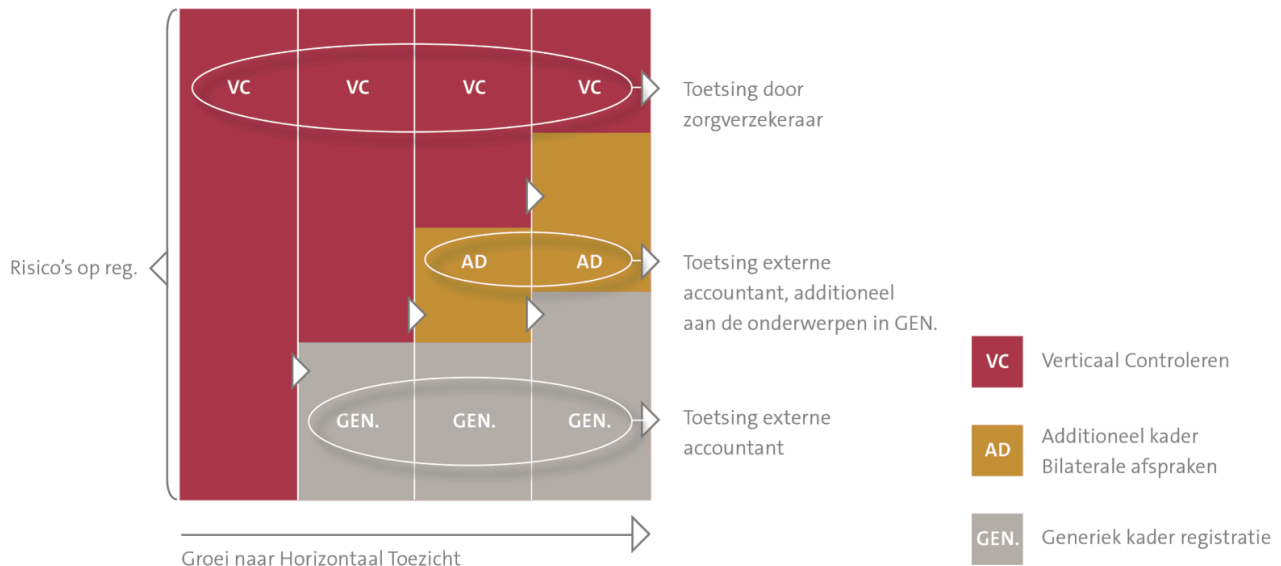 VC VC VC VC
Toetsing door
zorgverzekeraar
Risico's op reg.
AD AD
Toetsing externe
accountant, additioneel
aan de onderwerpen in GEN.
GEN. GEN. GEN.
Toetsing externe
accountant
Groei naar Horizontaal Toezicht
VC Verticaal Controleren
AD Additioneel kader
Bilaterale afspraken
GEN. Generiek kader registratie